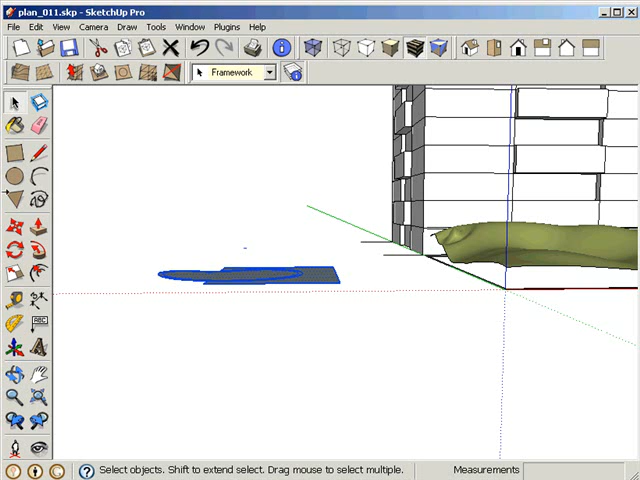 plan_011.skp - SketchUp Pro
File Edit View Camera Draw Tools Window Plugins Help
Framework
ABC
Select objects. Shift to extend select. Drag mouse to select multiple. Measurements